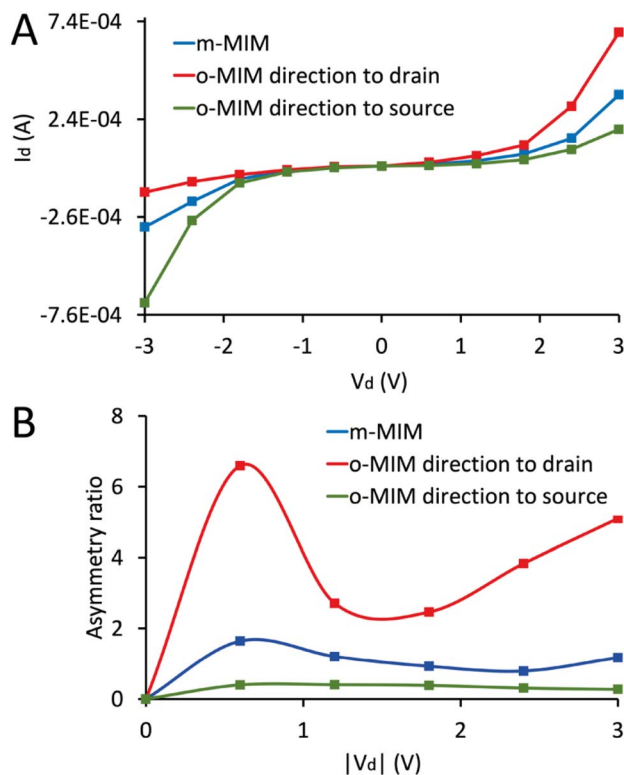 A
7.4E-04
2.4E-04
-2.6E-04
-7.6E-04
Id (A)
m-MIM
o-MIM direction to drain
o-MIM direction to source
-3 -2 -1 0 1 2 3
Vd (V)
B
8
6
4
2
0
Asymmetry ratio
m-MIM
o-MIM direction to drain
o-MIM direction to source
0 1 2 3
|Vd| (V)